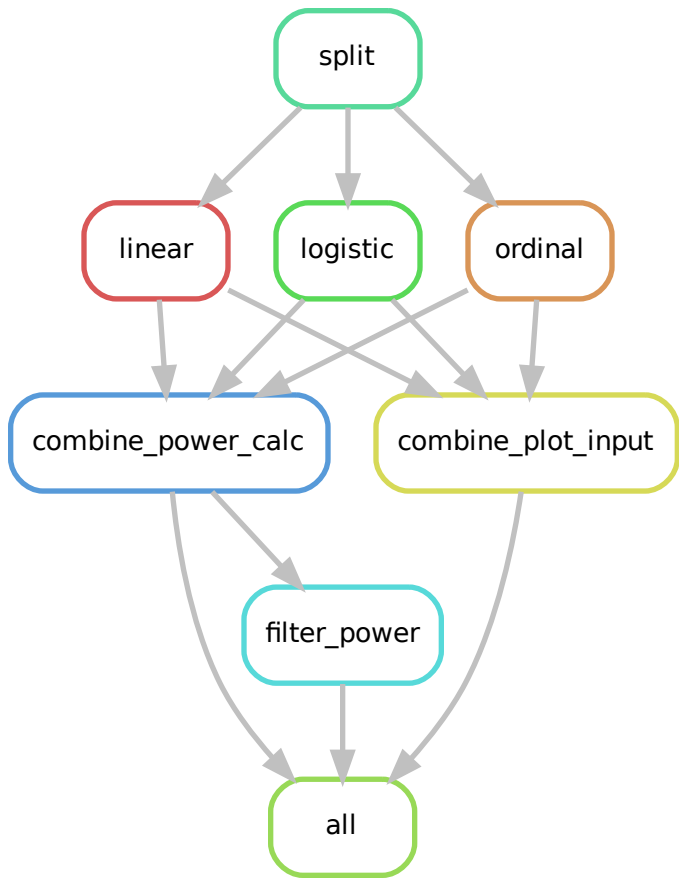 split
linear
logistic
ordinal
combine_power_calc
combine_plot_input
filter_power
all